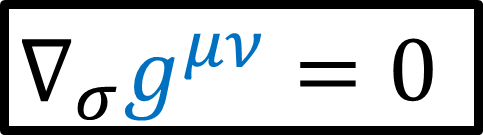 ∇_σ g^{μν} = 0